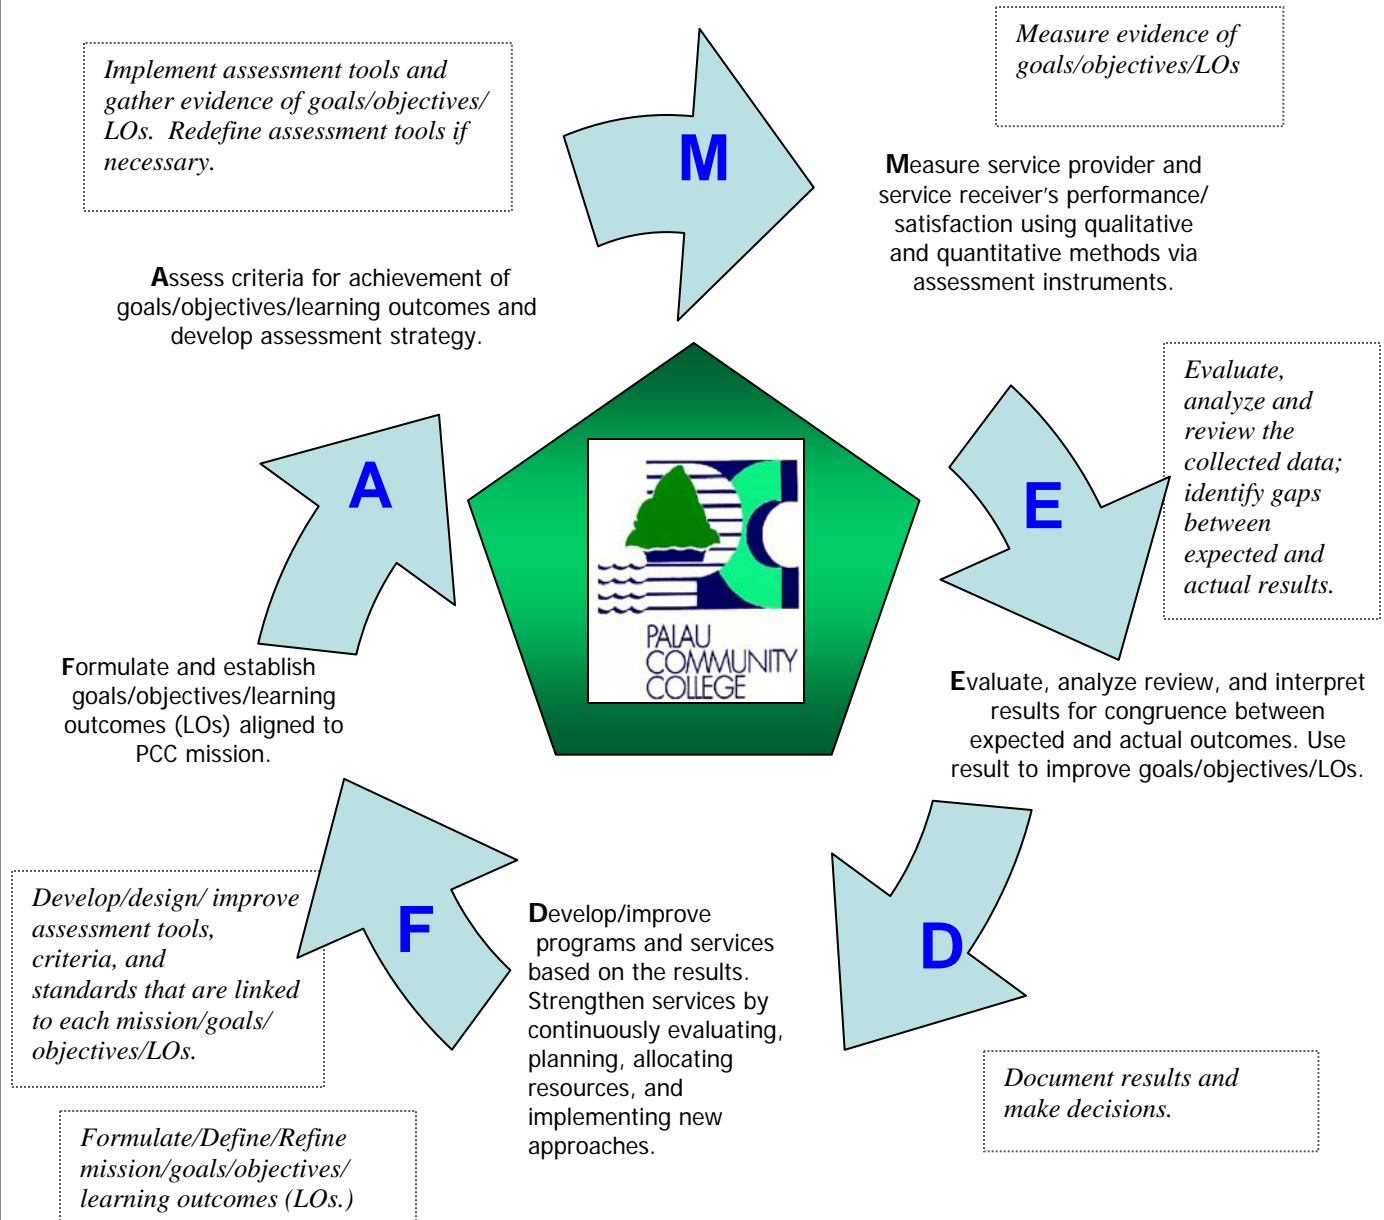 Implement assessment tools and
gather evidence of goals/objectives/
LOs.  Redefine assessment tools if
necessary.
M
Measure evidence of
goals/objectives/LOs
Measure service provider and
service receiver's performance/
satisfaction using qualitative
and quantitative methods via
assessment instruments.
Assess criteria for achievement of
goals/objectives/learning outcomes and
develop assessment strategy.
A
PALAU
COMMUNITY
COLLEGE
E
Evaluate,
analyze and
review the
collected data;
identify gaps
between
expected and
actual results.
Formulate and establish
goals/objectives/learning
outcomes (LOs) aligned to
PCC mission.
Evaluate, analyze review, and interpret
results for congruence between
expected and actual outcomes. Use
result to improve goals/objectives/LOs.
Develop/design/ improve
assessment tools,
criteria, and
standards that are linked
to each mission/goals/
objectives/LOs.
F
Develop/improve
programs and services
based on the results.
Strengthen services by
continuously evaluating,
planning, allocating
resources, and
implementing new
approaches.
D
Document results and
make decisions.
Formulate/Define/Refine
mission/goals/objectives/
learning outcomes (LOs.)